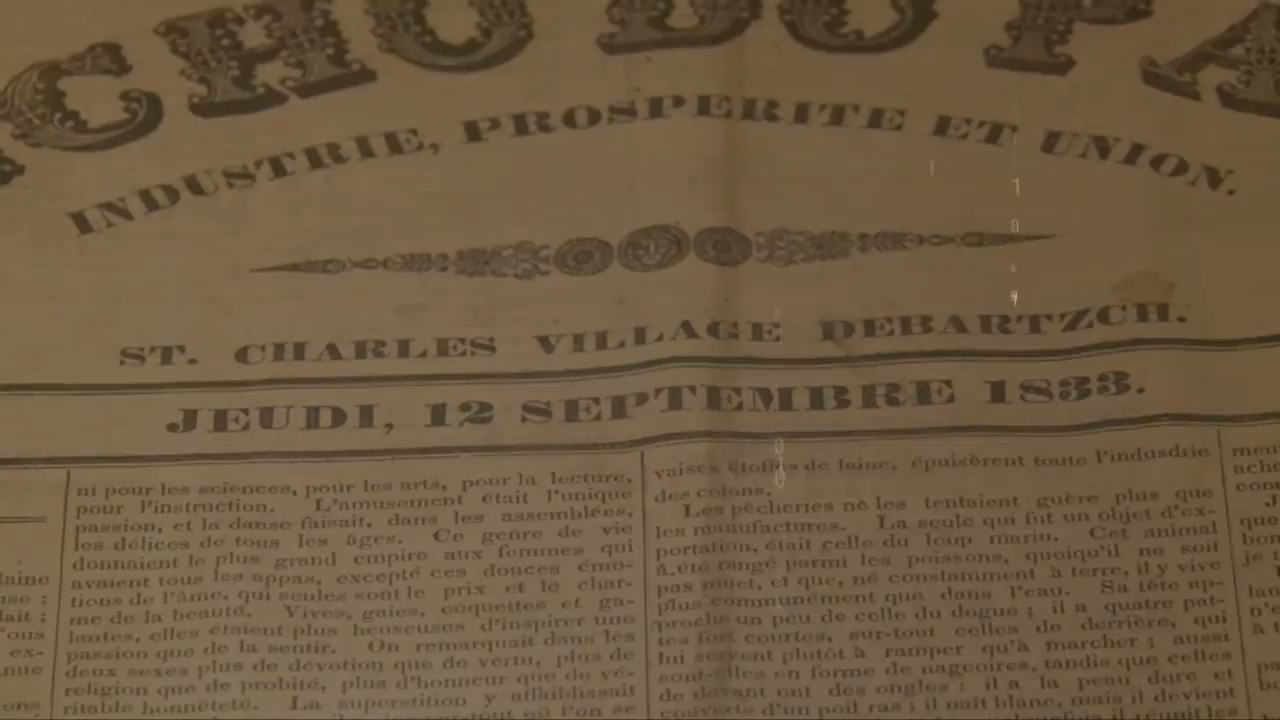 CHO DU PA
INDUSTRIE, PROSPERITE ET UNION.
ST. CHARLES VILLAGE DEBARTZCH.
JEUDI, 12 SEPTEMBRE 1833.
ni pour les sciences, pour les arts, pour la lecture,
pour l'instruction. L'amusement était l'unique
passion, et la danse faisait, dans les assemblées,
les délices de tous les âges. Ce genre de vie
donnaient le plus grand empire aux femmes qui
avaient tous les appas, excepté ces douces émo-
tions de l'âme, qui seules sont le prix et le char-
me de la beauté. Vives, gaies, coquettes et ga-
lantes, elles étaient plus heuseuses d'inspirer une
passion que de la sentir. On remarquait dans les
deux sexes plus de dévotion que de vertu, plus de
religion que de probité, plus d'honneur que de vé-
ritable honnêteté. La superstition y affaiblissait
où l'on se
vaises étoffes de laine, épuisèrent toute l'indusdrie
des colons.
Les pêcheries ne les tentaient guère plus que
les manufactures. La seule qui fut un objet d'ex-
portation, était celle du loup marin. Cet animal
a été rangé parmi les poissons, quoiqu'il ne soit
pas muet, et que, né constamment à terre, il y vive
plus communément que dans l'eau. Sa tête ap-
proche un peu de celle du dogue ; il a quatre pat-
tes fort courtes, sur-tout celles de derrière, qui
lui servent plutôt à ramper qu'à marcher ; aussi
sont-elles en forme de nageoires, tandis que celles
de devant ont des ongles : il a la peau dure et
couverte d'un poil ras ; il naît blanc, mais il devient